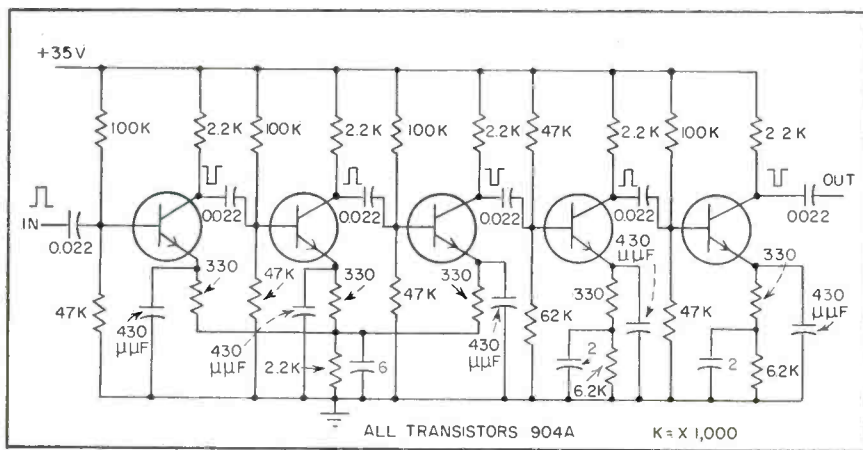 +35V
100K
2.2K
100K
2.2K
100K
2.2K
47K
2.2K
100K
2.2K
IN
0.022
0022
0022
0022
0022
OUT
0022
47K
430
μμF
330
47K
430
μμF
330
47K
330
430
μμF
62K
330
430
μμF
2
6.2K
47K
330
430
μμF
2
6.2K
2.2K
6
ALL TRANSISTORS 904A
K = X 1,000